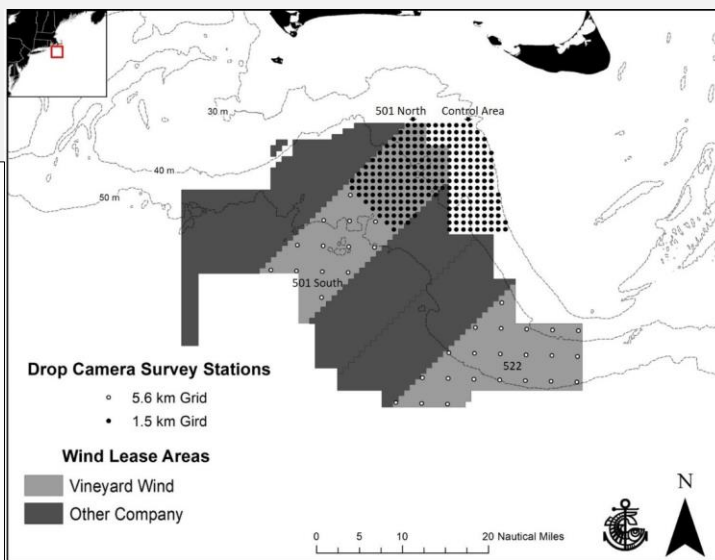 501 North
Control Area
30 m
40 m
50 m
501 South
522
Drop Camera Survey Stations
5.6 km Grid
1.5 km Gird
Wind Lease Areas
Vineyard Wind
Other Company
N
0 5 10 20 Nautical Miles